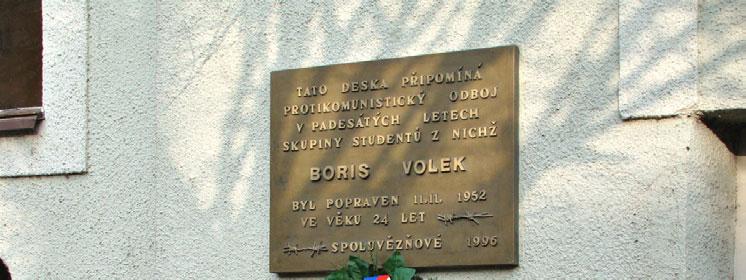 TATO DESKA PŘIPOMÍNÁ
PROTIKOMUNISTICKÝ ODBOJ
V PADESÁTÝCH LETECH
SKUPINY STUDENTŮ Z NICHŽ
BORIS VOLEK
BYL POPRAVEN 11.11. 1952
VE VĚKU 24 LET
SPOLUVĚZŇOVÉ 1996